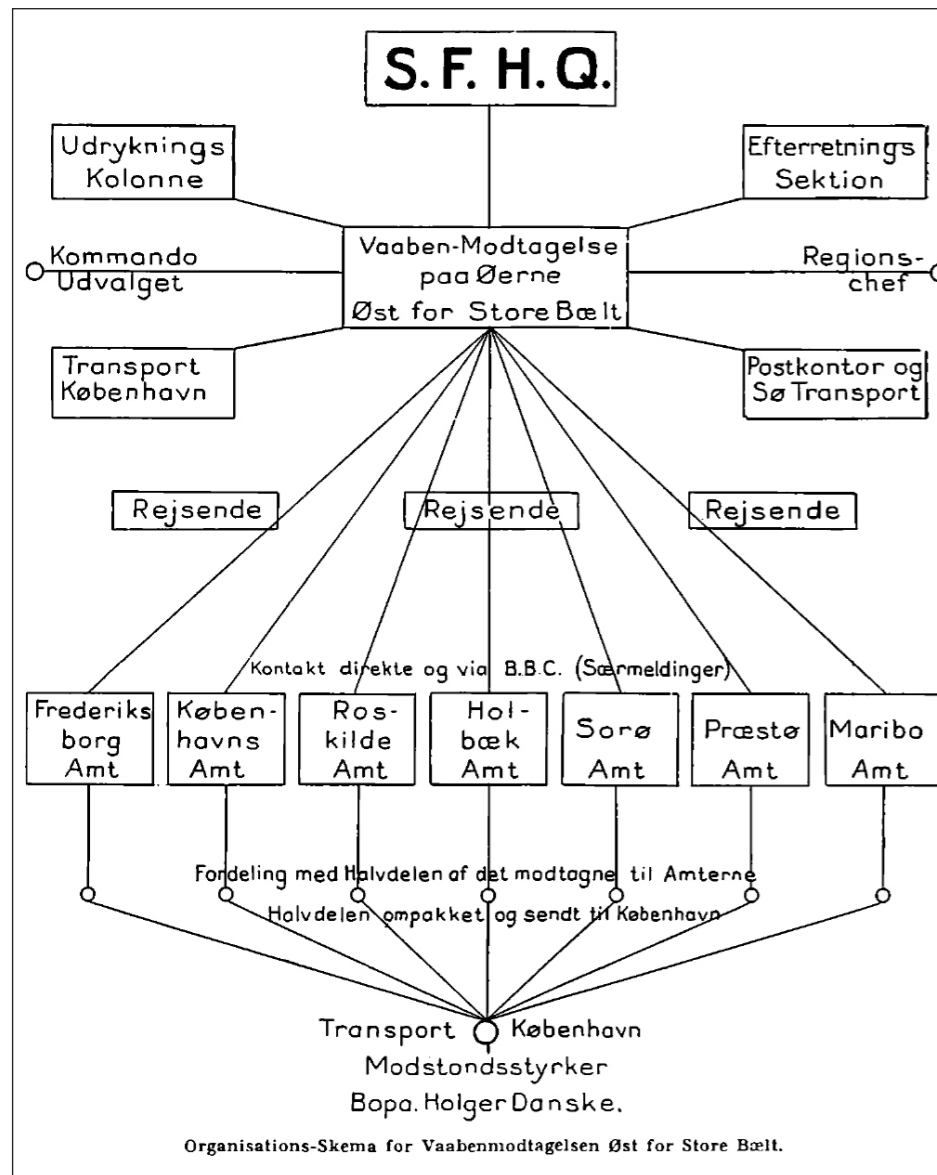 S. F. H. Q.
Udryknings
Kolonne
Efterretnings
Sektion
Vaaben-Modtagelse
paa Øerne
Øst for Store Bælt
Kommando
Udvalget
Regions-
chef
Transport
København
Postkontor og
Sø Transport
Rejsende
Rejsende
Rejsende
Kontakt direkte og via B.B.C. (Særmeldinger)
Frederiks
borg
Amt
Køben-
havns
Amt
Ros-
kilde
Amt
Hol-
bæk
Amt
Sorø
Amt
Præstø
Amt
Maribo
Amt
Fordeling med Halvdelen af det modtagne til Amterne
Halvdelen ompakket og sendt til København
Transport København
Modstandsstyrker
Bopa. Holger Danske.
Organisations-Skema for Vaabenmodtagelsen Øst for Store Bælt.